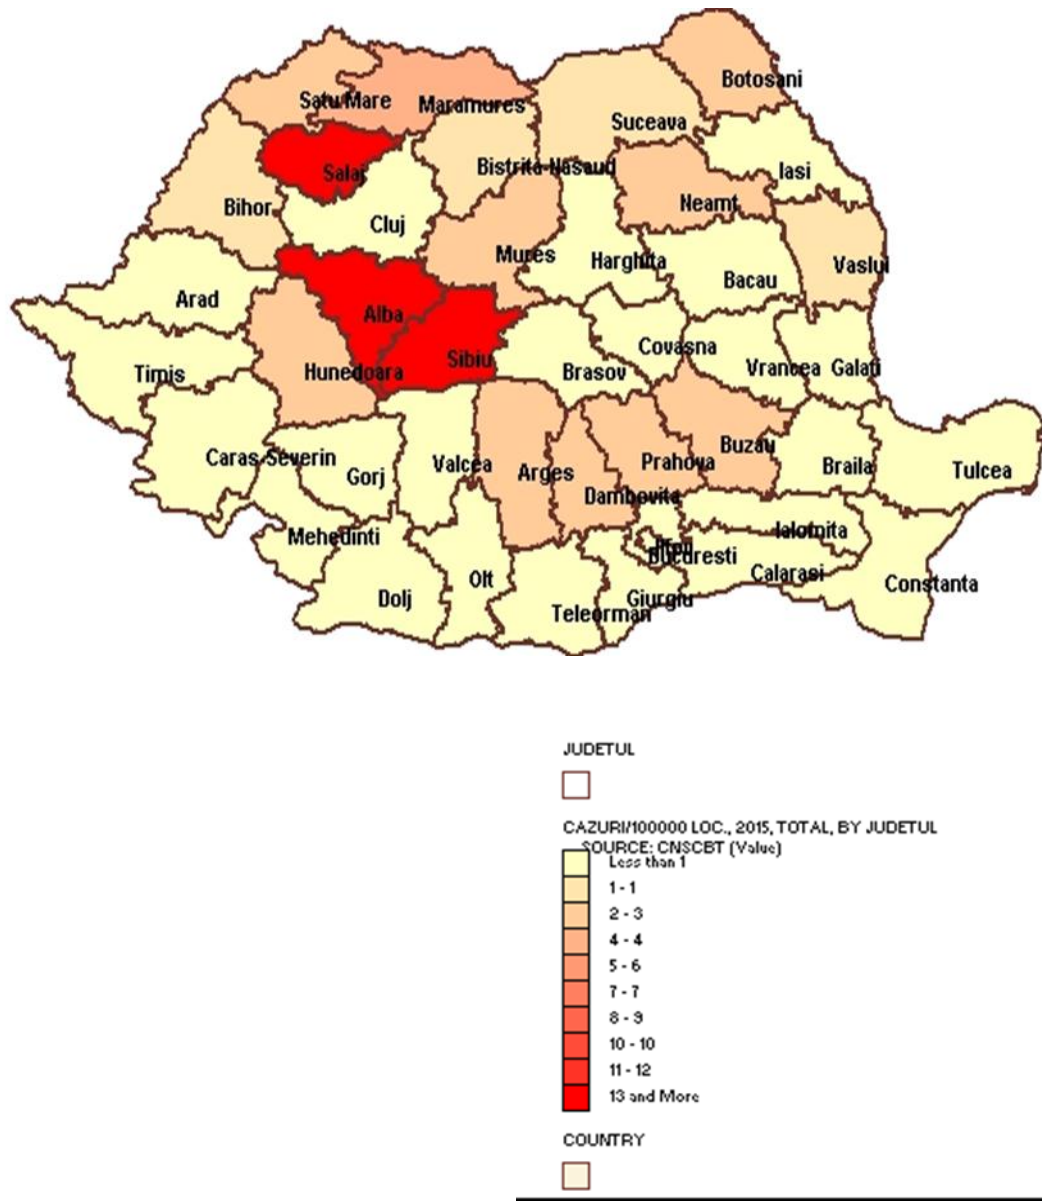 Botosani
Satu Mare
Maramures
Suceava
Salaj
Bistrita-Nasaud
Iasi
Bihor
Cluj
Neamt
Mures
Harghita
Vaslui
Bacau
Arad
Alba
Covasna
Sibiu
Timis
Hunedoara
Brasov
Vrancea
Galati
Caras-Severin
Gorj
Valcea
Arges
Prahova
Buzau
Braila
Tulcea
Dambovita
Mehedinti
Ialomita
Bucuresti
Olt
Calarasi
Constanta
Dolj
Giurgiu
Teleorman
JUDETUL
CAZURI/100000 LOC., 2015, TOTAL, BY JUDETUL
SOURCE: CNSCBT (Value)
Less than 1
1 - 1
2 - 3
4 - 4
5 - 6
7 - 7
8 - 9
10 - 10
11 - 12
13 and More
COUNTRY